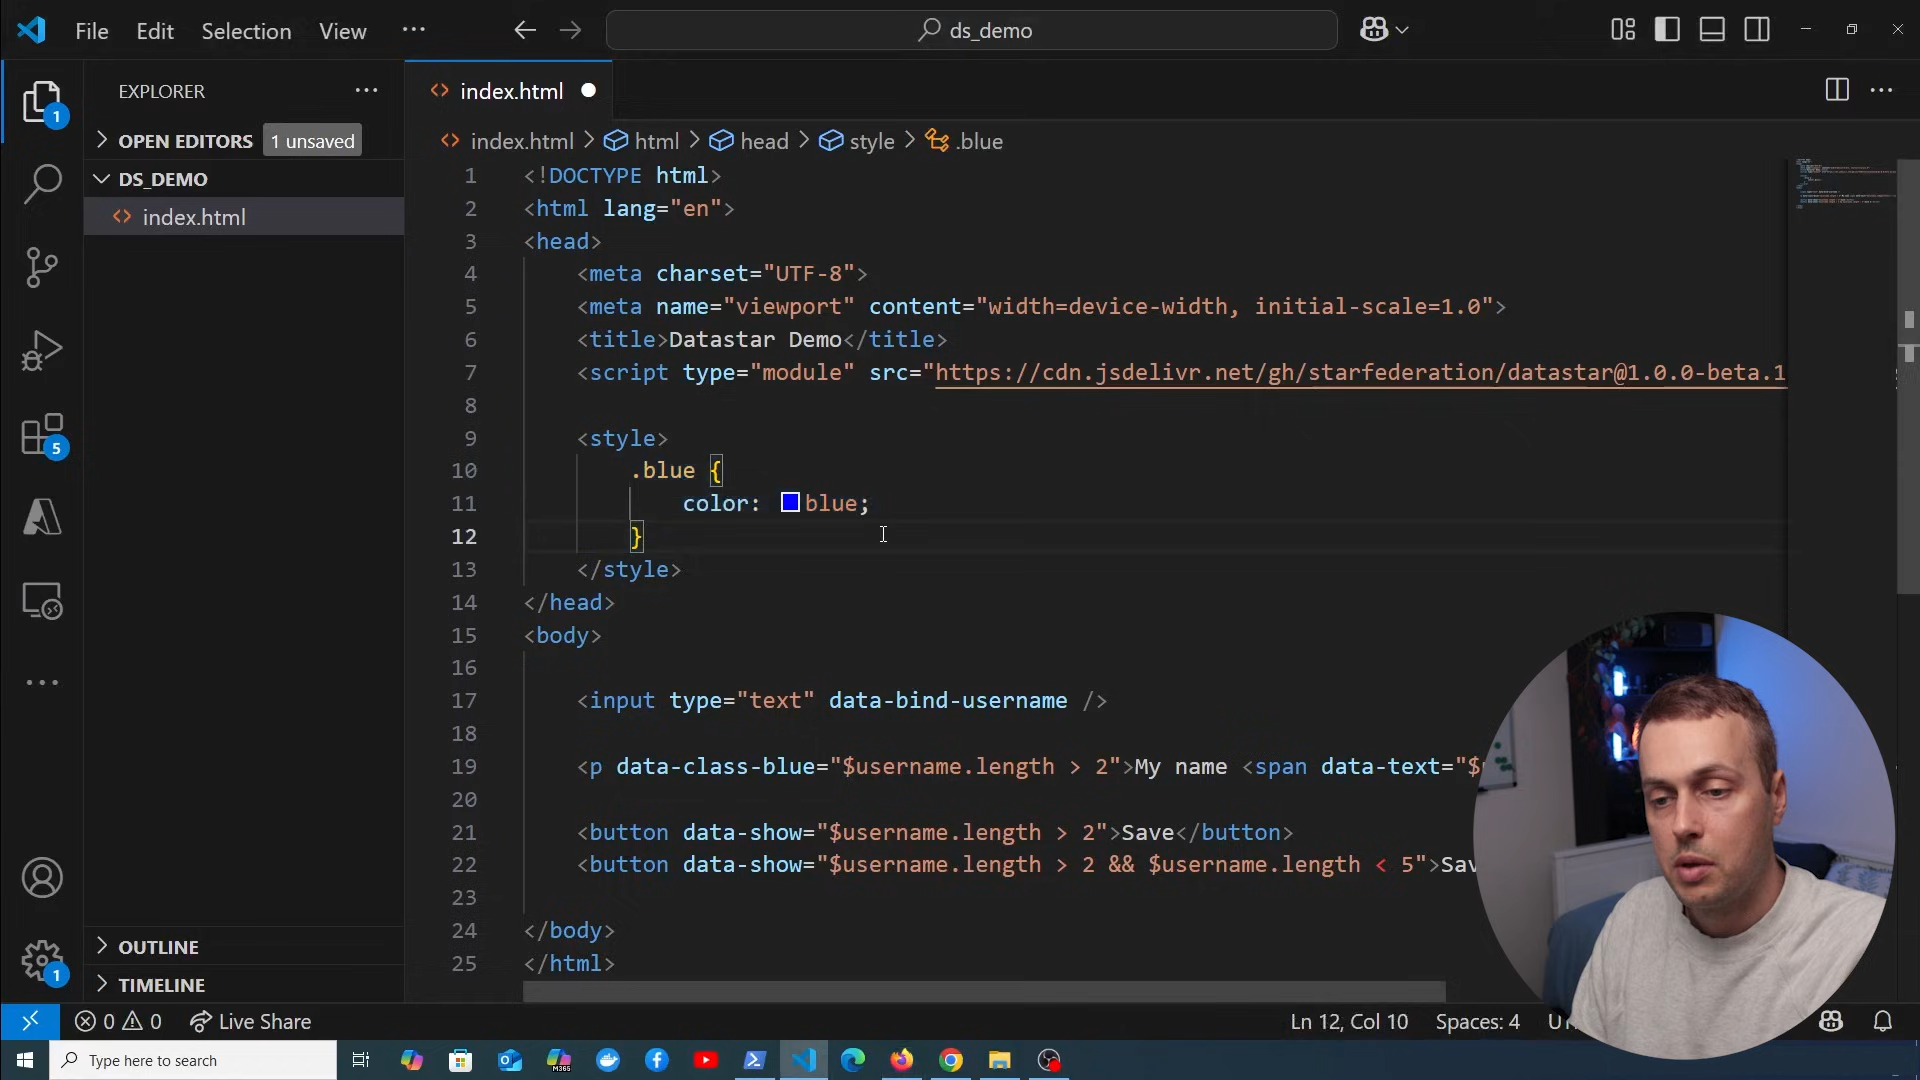 File Edit Selection View ... ds_demo
EXPLORER
OPEN EDITORS 1 unsaved
DS_DEMO
index.html
OUTLINE
TIMELINE
index.html
index.html > html > head > style > .blue
1 <!DOCTYPE html>
2 <html lang="en">
3 <head>
4 <meta charset="UTF-8">
5 <meta name="viewport" content="width=device-width, initial-scale=1.0">
6 <title>Datastar Demo</title>
7 <script type="module" src="https://cdn.jsdelivr.net/gh/starfederation/datastar@1.0.0-beta.1
8
9 <style>
10 .blue {
11 color: blue;
12 }
13 </style>
14 </head>
15 <body>
16
17 <input type="text" data-bind-username />
18
19 <p data-class-blue="$username.length > 2">My name <span data-text="$
20
21 <button data-show="$username.length > 2">Save</button>
22 <button data-show="$username.length > 2 && $username.length < 5">Sav
23
24 </body>
25 </html>
1
5
1
0 0 Live Share Ln 12, Col 10 Spaces: 4
Type here to search